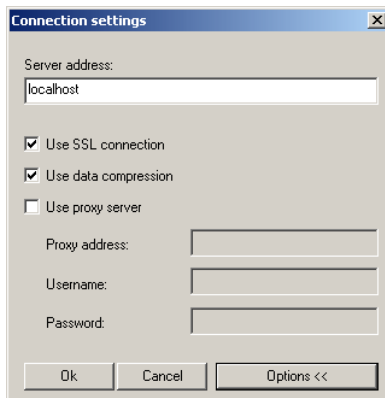 Connection settings
Server address:
localhost
Use SSL connection
Use data compression
Use proxy server
Proxy address:
Username:
Password:
Ok Cancel Options <<